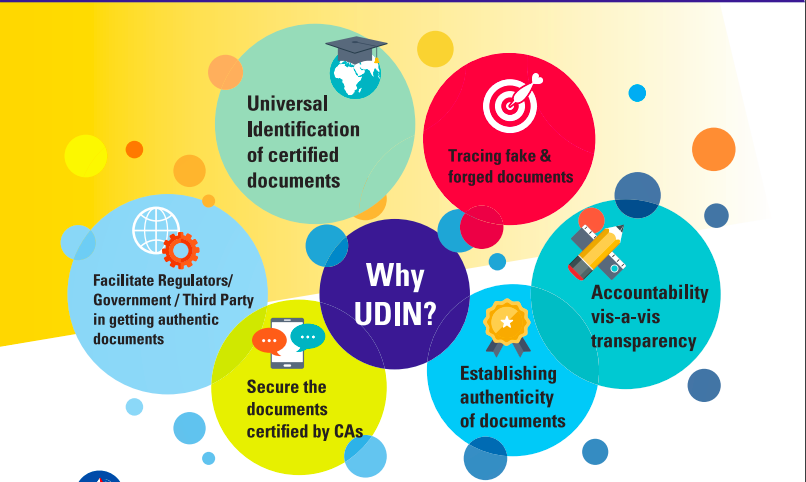 Universal
Identification
of certified
documents
Tracing fake &
forged documents
Facilitate Regulators/
Government / Third Party
in getting authentic
documents
Why
UDIN?
Accountability
vis-a-vis
transparency
Secure the
documents
certified by CAs
Establishing
authenticity
of documents